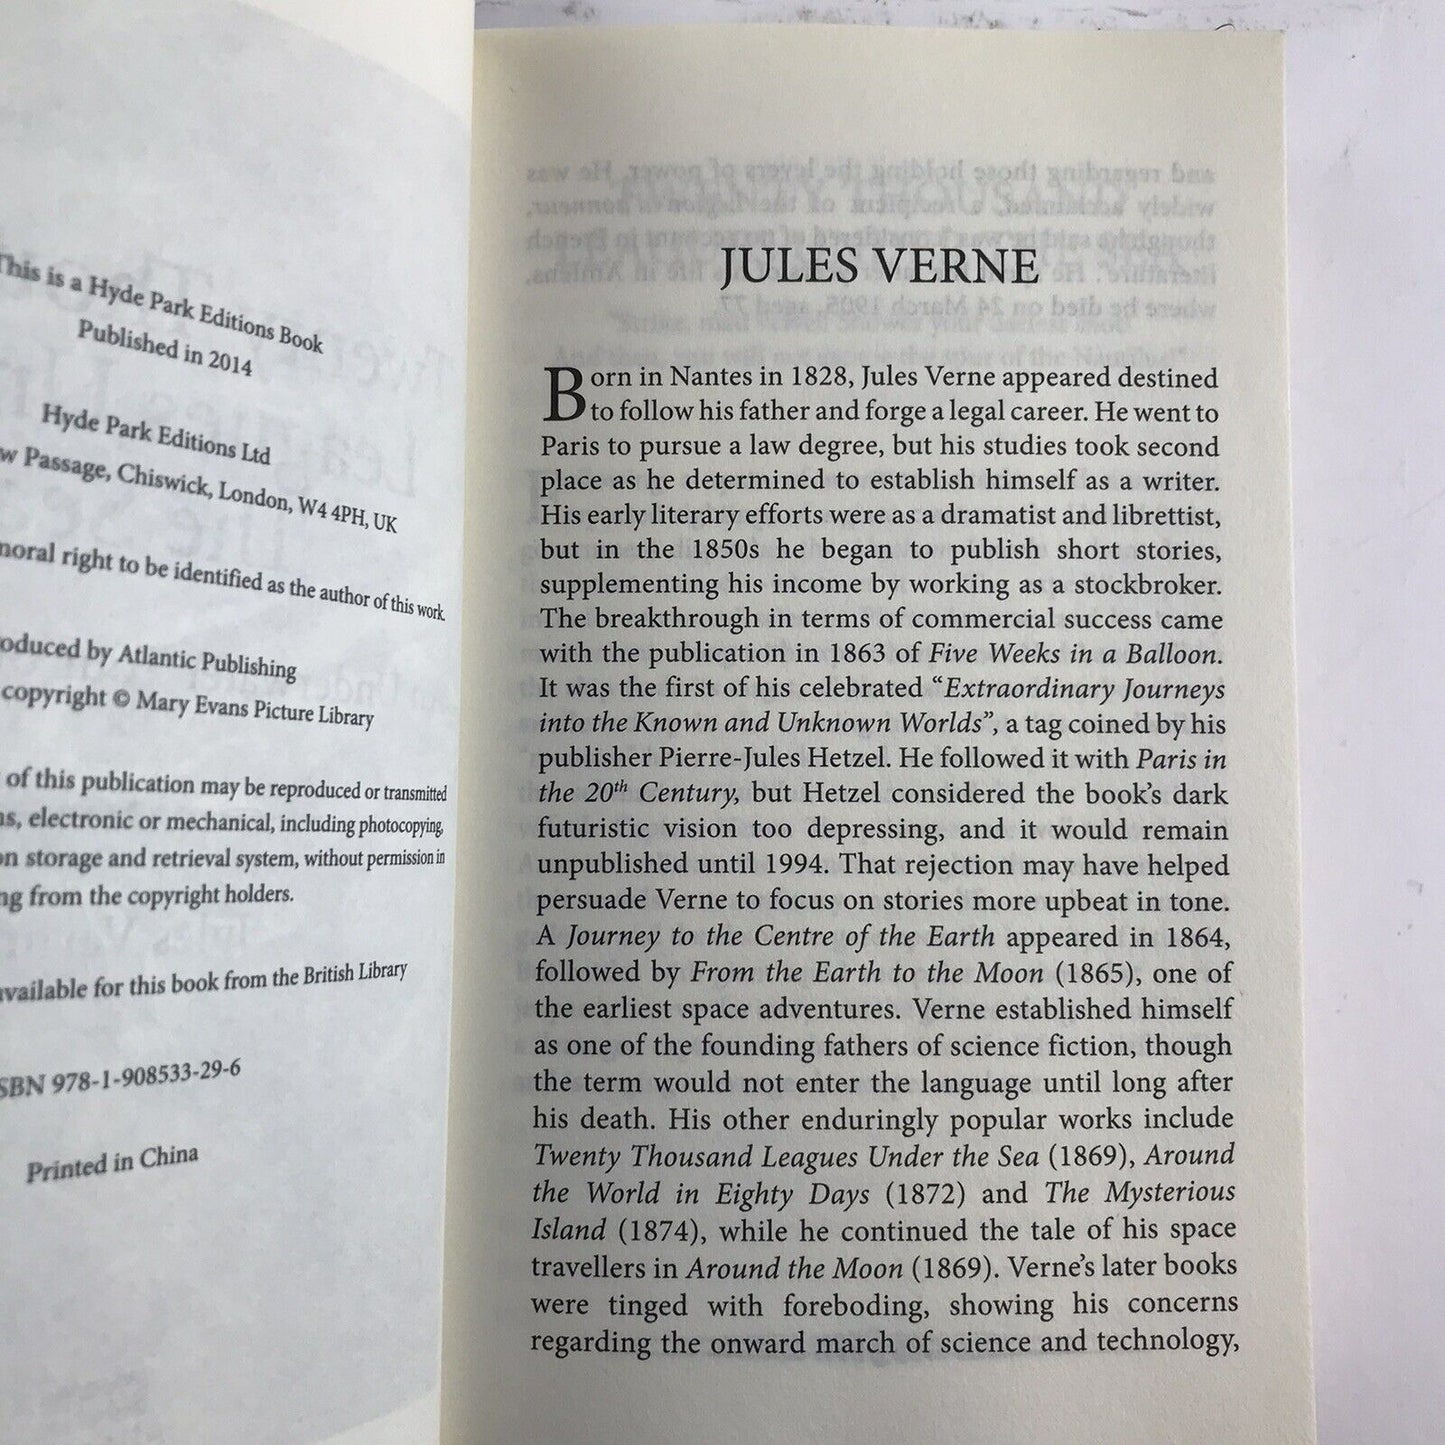 This is a Hyde Park Editions Book
Published in 2014
Hyde Park Editions Ltd
Passage, Chiswick, London, W4 4PH, UK
moral right to be identified as the author of this work.
by Atlantic Publishing
copyright © Mary Evans Picture Library
of this publication may be reproduced or transmitted
electronic or mechanical, including photocopying,
storage and retrieval system, without permission in
from the copyright holders.
available for this book from the British Library
ISBN 978-1-908533-29-6
Printed in China
JULES VERNE
Born in Nantes in 1828, Jules Verne appeared destined
to follow his father and forge a legal career. He went to
Paris to pursue a law degree, but his studies took second
place as he determined to establish himself as a writer.
His early literary efforts were as a dramatist and librettist,
but in the 1850s he began to publish short stories,
supplementing his income by working as a stockbroker.
The breakthrough in terms of commercial success came
with the publication in 1863 of Five Weeks in a Balloon.
It was the first of his celebrated “Extraordinary Journeys
into the Known and Unknown Worlds”, a tag coined by his
publisher Pierre-Jules Hetzel. He followed it with Paris in
the 20th Century, but Hetzel considered the book’s dark
futuristic vision too depressing, and it would remain
unpublished until 1994. That rejection may have helped
persuade Verne to focus on stories more upbeat in tone.
A Journey to the Centre of the Earth appeared in 1864,
followed by From the Earth to the Moon (1865), one of
the earliest space adventures. Verne established himself
as one of the founding fathers of science fiction, though
the term would not enter the language until long after
his death. His other enduringly popular works include
Twenty Thousand Leagues Under the Sea (1869), Around
the World in Eighty Days (1872) and The Mysterious
Island (1874), while he continued the tale of his space
travellers in Around the Moon (1869). Verne’s later books
were tinged with foreboding, showing his concerns
regarding the onward march of science and technology,